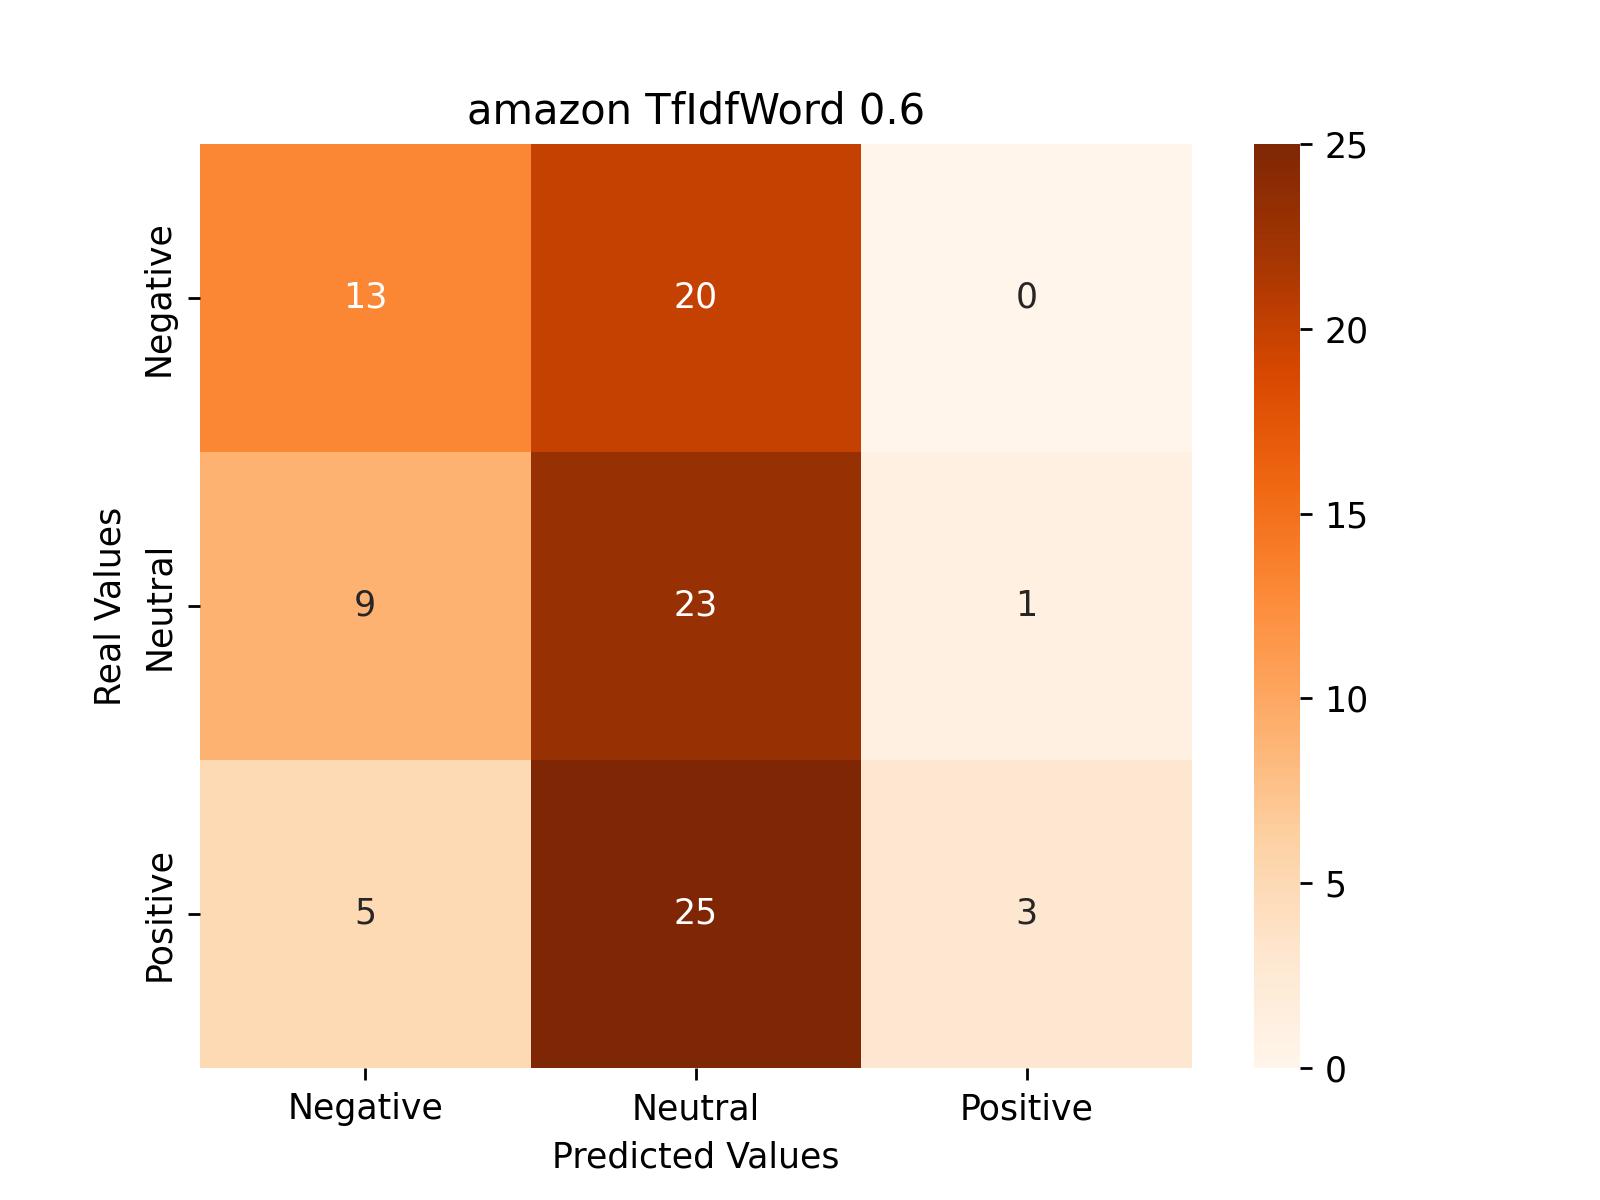 amazon TfIdfWord 0.6
Real Values
Negative
13 20 0
Neutral
9 23 1
Positive
5 25 3
Negative Neutral Positive
Predicted Values
25
20
15
10
5
0